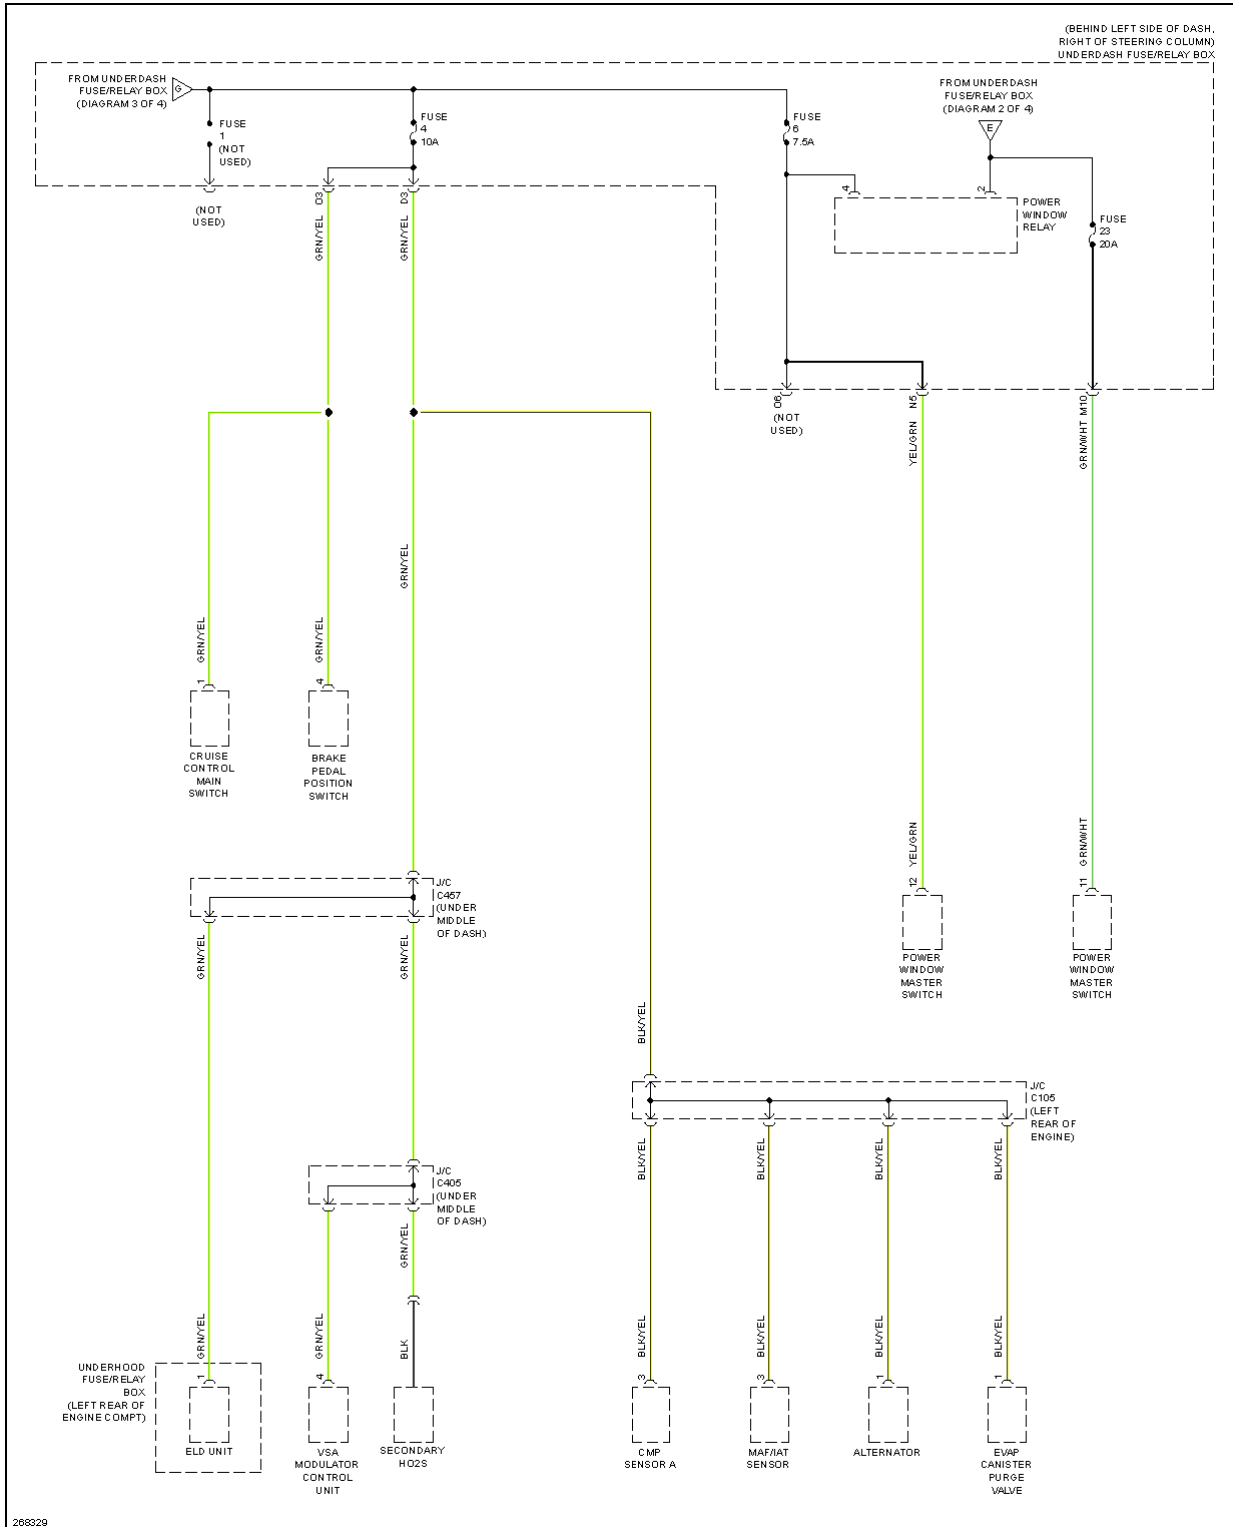 (BEHIND LEFT SIDE OF DASH,
RIGHT OF STEERING COLUMN)
UNDERDASH FUSE/RELAY BOX
FROM UNDERDASH
FUSE/RELAY BOX
(DIAGRAM 3 OF 4)
G
FUSE
1
(NOT
USED)
FUSE
4
10A
FUSE
6
7.5A
FROM UNDERDASH
FUSE/RELAY BOX
(DIAGRAM 2 OF 4)
E
4
2
POWER
WINDOW
RELAY
FUSE
23
20A
(NOT
USED)
O3
GRN/YEL
D3
GRN/YEL
O6
(NOT
USED)
N5
YEL/GRN
M10
GRN/WHT
GRN/YEL
GRN/YEL
1
GRN/YEL
4
CRUISE
CONTROL
MAIN
SWITCH
BRAKE
PEDAL
POSITION
SWITCH
YEL/GRN
12
GRN/WHT
11
J/C
C457
(UNDER
MIDDLE
OF DASH)
GRN/YEL
GRN/YEL
POWER
WINDOW
MASTER
SWITCH
POWER
WINDOW
MASTER
SWITCH
BLK/YEL
J/C
C105
(LEFT
REAR OF
ENGINE)
BLK/YEL
BLK/YEL
BLK/YEL
BLK/YEL
J/C
C405
(UNDER
MIDDLE
OF DASH)
GRN/YEL
GRN/YEL
1
GRN/YEL
4
BLK
BLK/YEL
3
BLK/YEL
3
BLK/YEL
1
BLK/YEL
1
UNDERHOOD
FUSE/RELAY
BOX
(LEFT REAR OF
ENGINE COMPT)
ELD UNIT
VSA
MODULATOR
CONTROL
UNIT
SECONDARY
HO2S
CMP
SENSOR A
MAF/IAT
SENSOR
ALTERNATOR
EVAP
CANISTER
PURGE
VALVE
268329